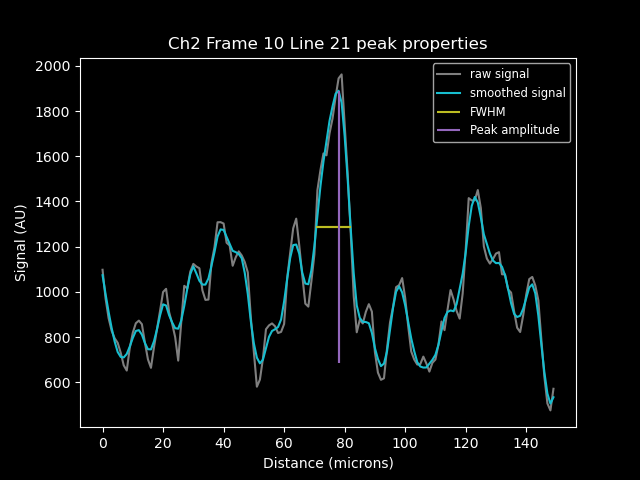 Ch2 Frame 10 Line 21 peak properties
2000
1800
1600
1400
1200
1000
800
600
Signal (AU)
raw signal
smoothed signal
FWHM
Peak amplitude
0 20 40 60 80 100 120 140
Distance (microns)